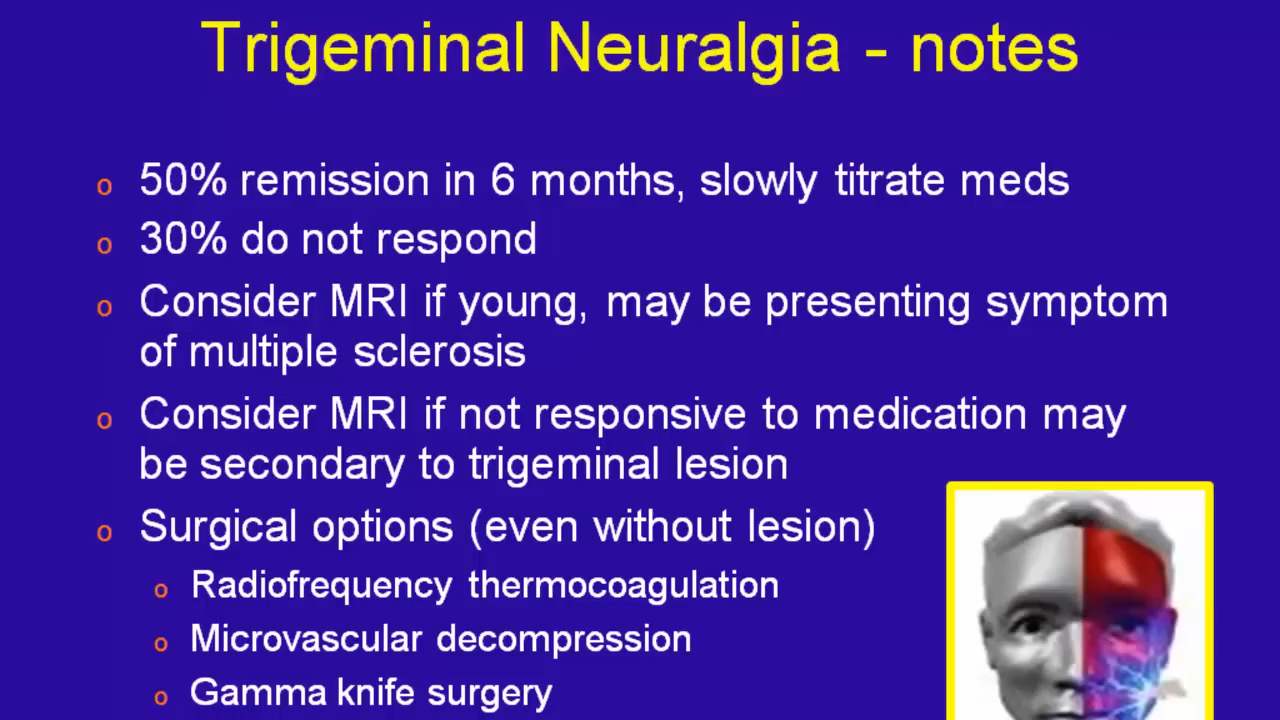 Trigeminal Neuralgia - notes
o 50% remission in 6 months, slowly titrate meds
o 30% do not respond
o Consider MRI if young, may be presenting symptom
of multiple sclerosis
o Consider MRI if not responsive to medication may
be secondary to trigeminal lesion
o Surgical options (even without lesion)
o Radiofrequency thermocoagulation
o Microvascular decompression
o Gamma knife surgery